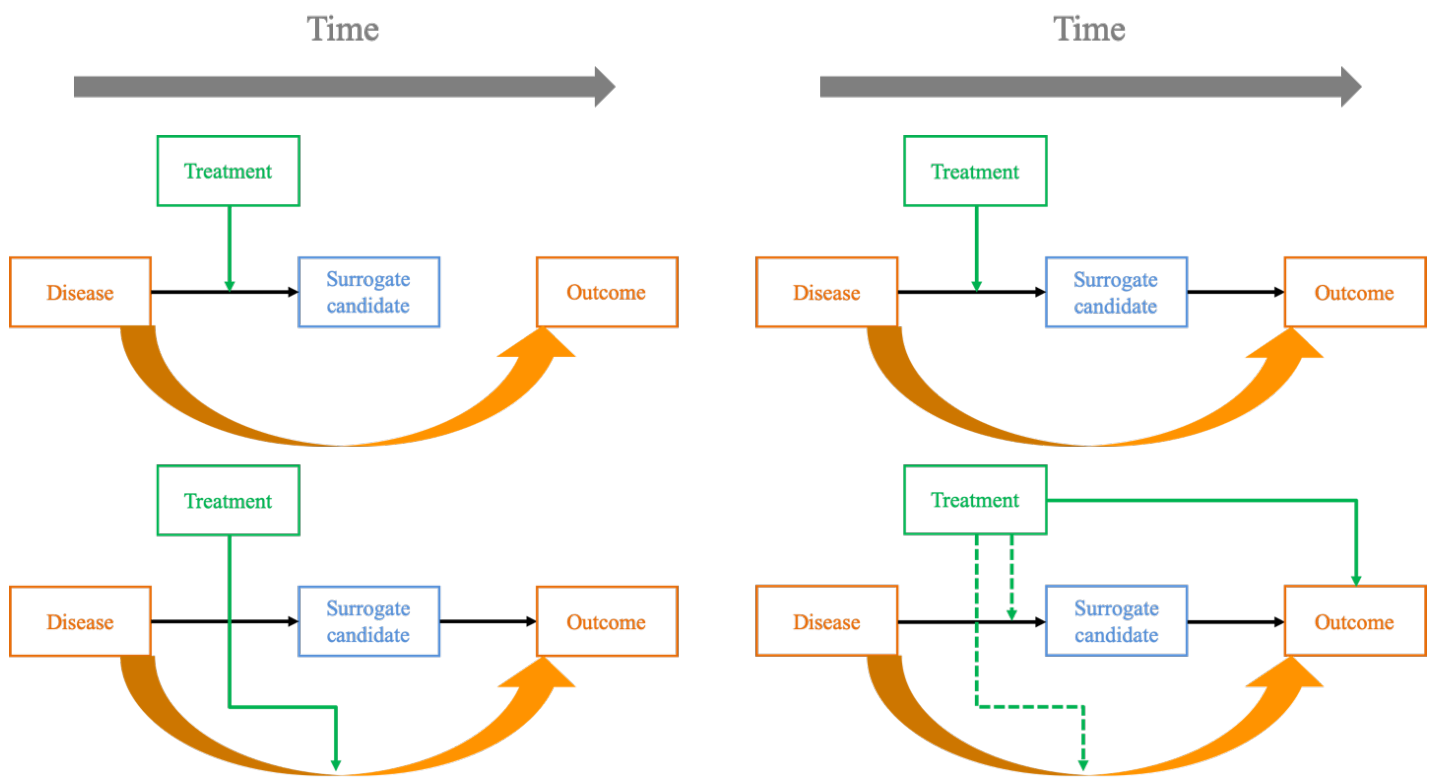 Time
Time
Treatment
Treatment
Disease
Surrogate
candidate
Outcome
Disease
Surrogate
candidate
Outcome
Treatment
Treatment
Disease
Surrogate
candidate
Outcome
Disease
Surrogate
candidate
Outcome